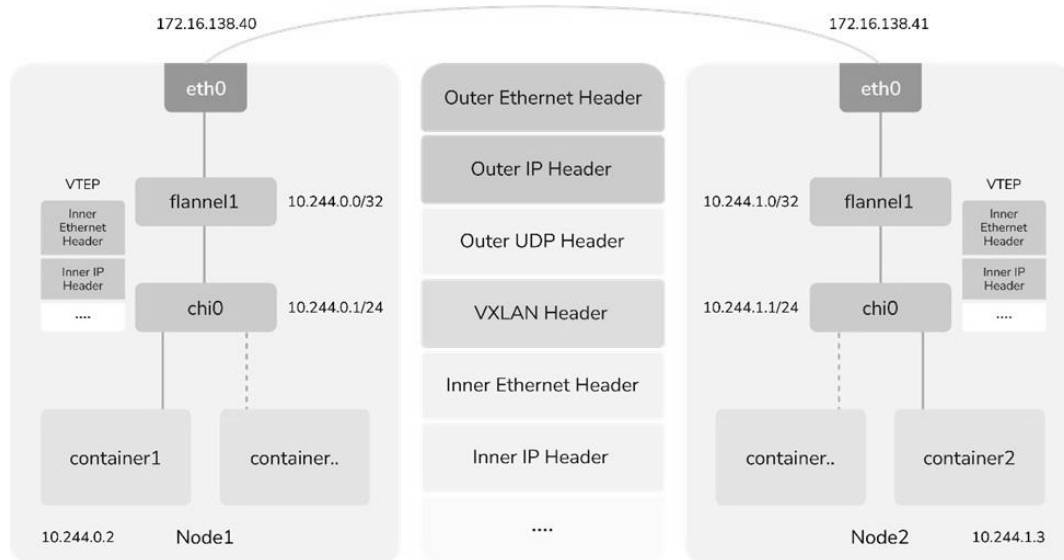 172.16.138.40
172.16.138.41
eth0
VTEP
flannel1
10.244.0.0/32
Inner
Ethernet
Header
Inner IP
Header
....
chi0
10.244.0.1/24
container1
container..
10.244.0.2
Node1
Outer Ethernet Header
Outer IP Header
Outer UDP Header
VXLAN Header
Inner Ethernet Header
Inner IP Header
....
eth0
10.244.1.0/32
flannel1
VTEP
Inner
Ethernet
Header
Inner IP
Header
....
10.244.1.1/24
chi0
container..
container2
Node2
10.244.1.3